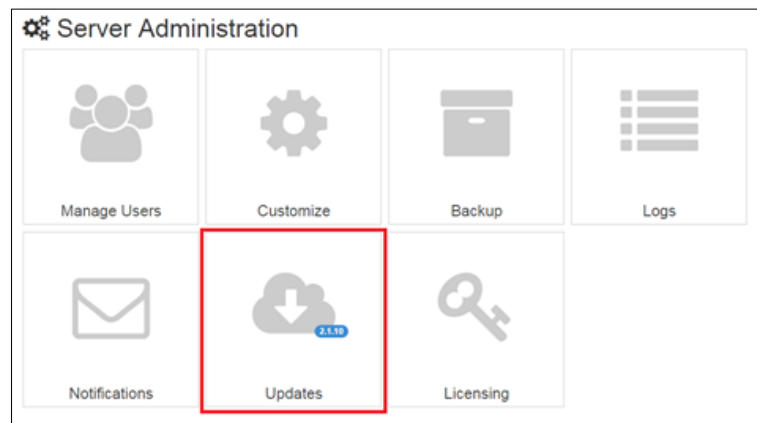 Server Administration
Manage Users
Customize
Backup
Logs
2.1.10
Notifications
Updates
Licensing